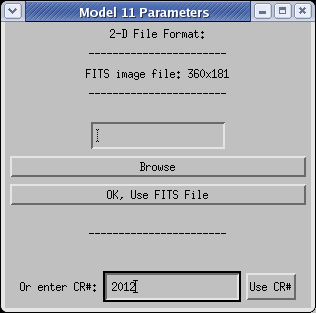 Model 11 Parameters
2-D File Format:
-----------------------
FITS image file: 360x181
-----------------------
Browse
OK, Use FITS File
-----------------------
Or enter CR#: 2012 Use CR#